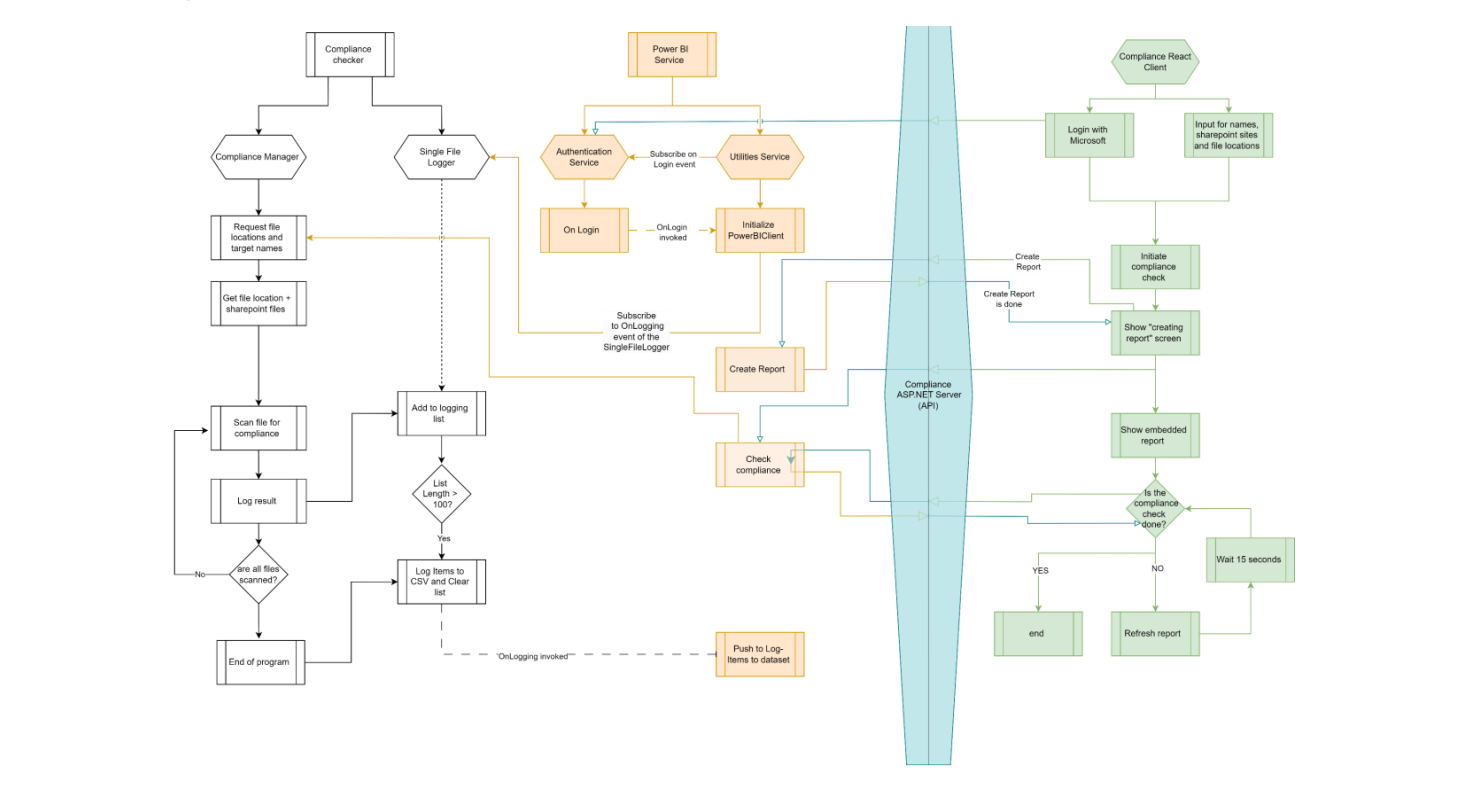 Compliance
checker
Power BI
Service
Compliance React
Client
Login with
Microsoft
Input for names,
sharepoint sites
and file locations
Compliance Manager
Single File
Logger
Authentication
Service
Subscribe on
Login event
Utilities Service
Request file
locations and
target names
On Login
OnLogin
invoked
Initialize
PowerBIClient
Initiate
compliance
check
Create
Report
Create Report
is done
Get file location +
sharepoint files
Subscribe
to OnLogging
event of the
SingleFileLogger
Show "creating
report" screen
Create Report
Compliance
ASP.NET Server
(API)
Scan file for
compliance
Add to logging
list
Show embedded
report
Check
compliance
Log result
List
Length >
100?
Is the
compliance
check
done?
Yes
No
are all files
scanned?
Log Items to
CSV and Clear
list
YES
NO
Wait 15 seconds
end
Refresh report
End of program
OnLogging invoked
Push to Log-
Items to dataset